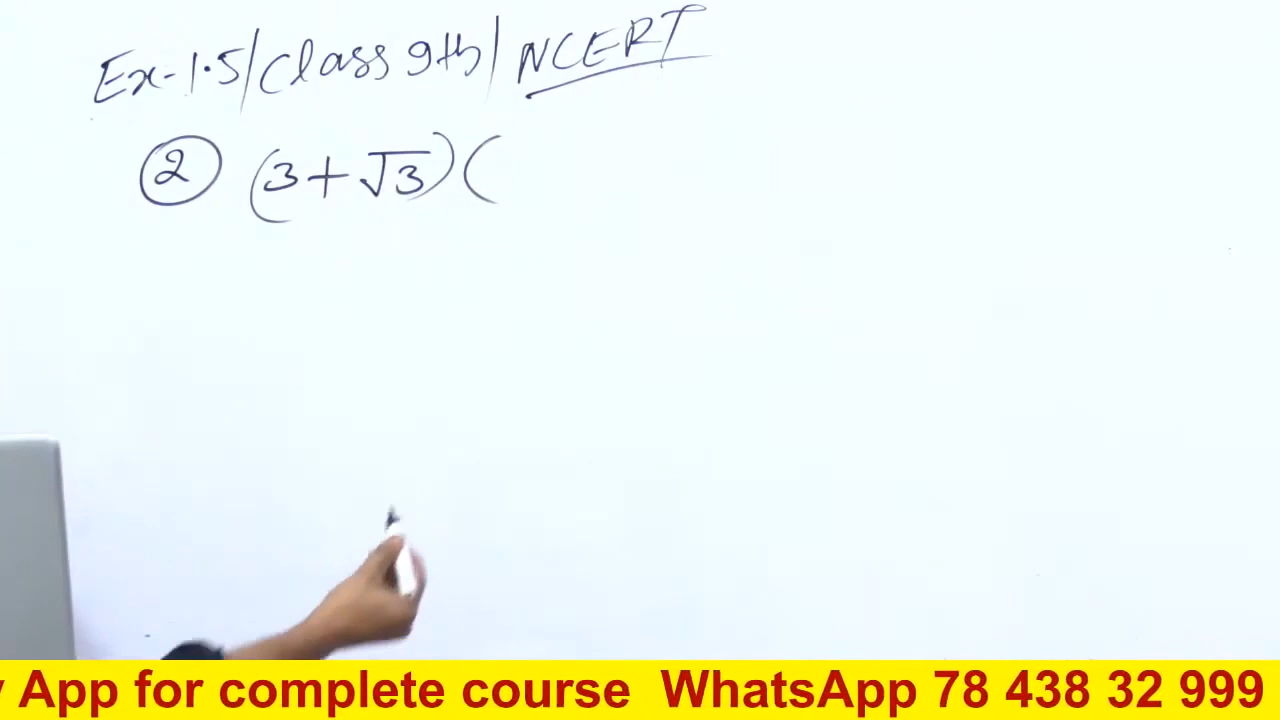 Ex-1.5/Class 9th/NCERT
② (3+√3)(
App for complete course WhatsApp 78 438 32 999